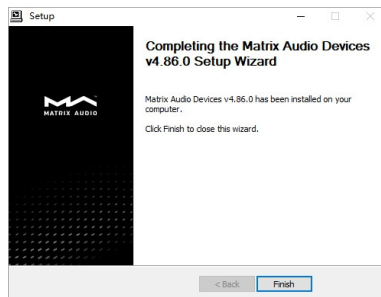 Setup
Completing the Matrix Audio Devices
v4.86.0 Setup Wizard
MATRIX AUDIO
Matrix Audio Devices v4.86.0 has been installed on your
computer.
Click Finish to close this wizard.
< Back
Finish